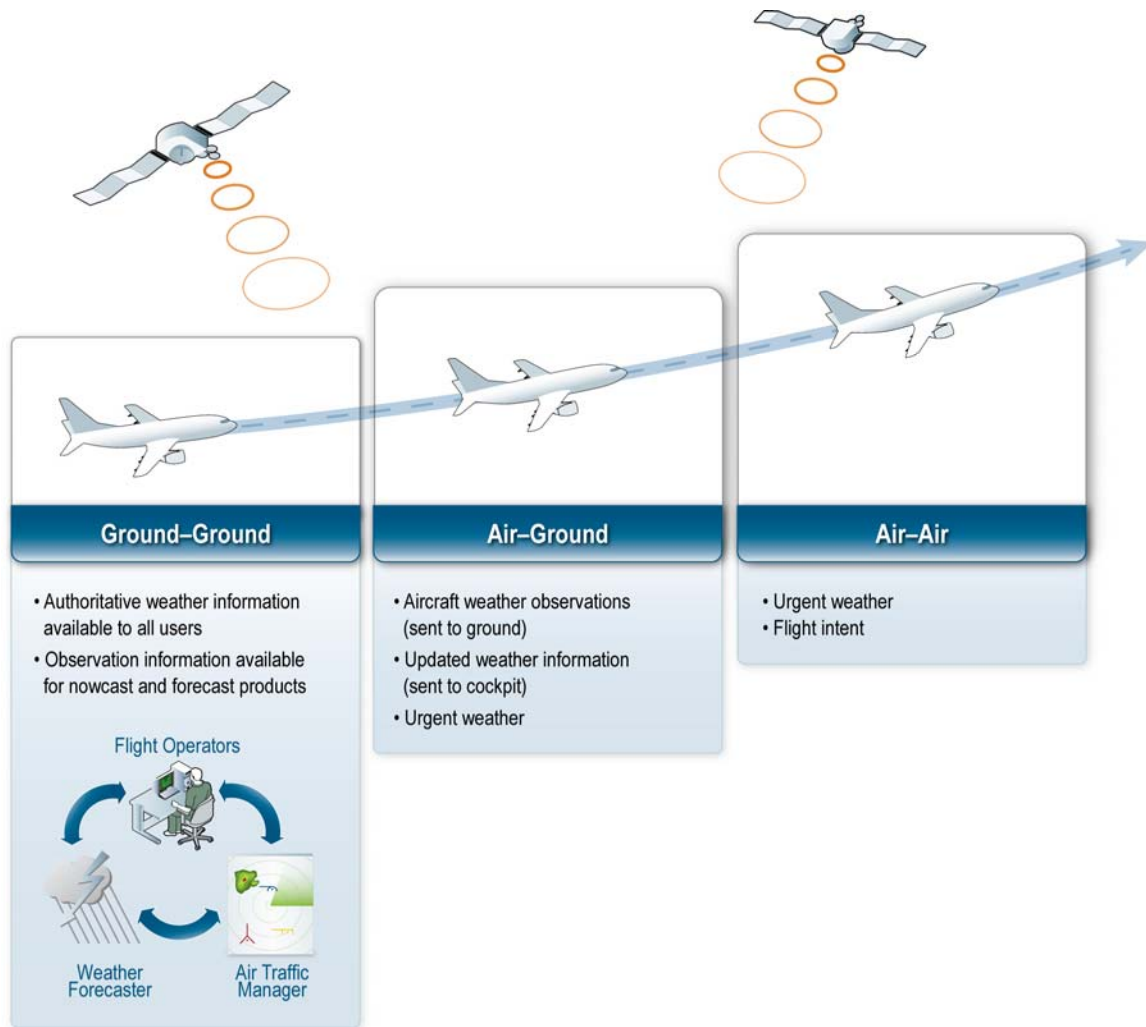 Ground–Ground
• Authoritative weather information
available to all users
• Observation information available
for nowcast and forecast products
Flight Operators
Weather
Forecaster
Air Traffic
Manager
Air–Ground
• Aircraft weather observations
(sent to ground)
• Updated weather information
(sent to cockpit)
• Urgent weather
Air–Air
• Urgent weather
• Flight intent